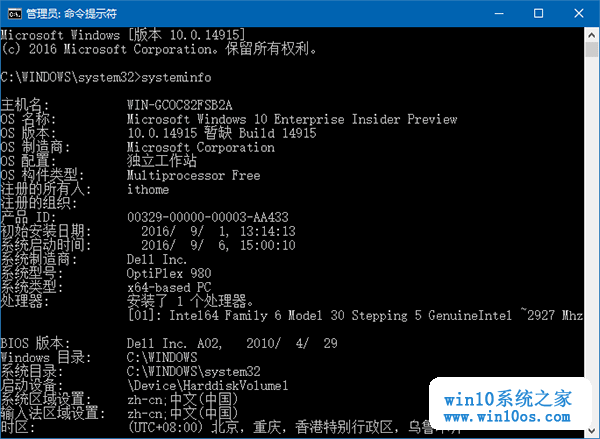 管理员: 命令提示符
Microsoft Windows [版本 10.0.14915]
(c) 2016 Microsoft Corporation。保留所有权利。
C:\WINDOWS\system32>systeminfo
主机名: WIN-GCOC82FSB2A
OS 名称: Microsoft Windows 10 Enterprise Insider Preview
OS 版本: 10.0.14915 暂缺 Build 14915
OS 制造商: Microsoft Corporation
OS 配置: 独立工作站
OS 构件类型: Multiprocessor Free
注册的所有人: ithome
注册的组织:
产品 ID: 00329-00000-00003-AA433
初始安装日期: 2016/ 9/ 1, 13:14:13
系统启动时间: 2016/ 9/ 6, 15:00:10
系统制造商: Dell Inc.
系统型号: OptiPlex 980
系统类型: x64-based PC
处理器: 安装了 1 个处理器。
[01]: Intel64 Family 6 Model 30 Stepping 5 GenuineIntel ~2927 Mhz
BIOS 版本: Dell Inc. A02, 2010/ 4/ 29
Windows 目录: C:\WINDOWS
系统目录: C:\WINDOWS\system32
启动设备: \Device\HarddiskVolume1
系统区域设置: zh-cn;中文(中国)
输入法区域设置: zh-cn;中文(中国)
时区: (UTC+08:00) 北京，重庆，香港特别行政区，乌鲁
win10系统之家
www.win10os.com